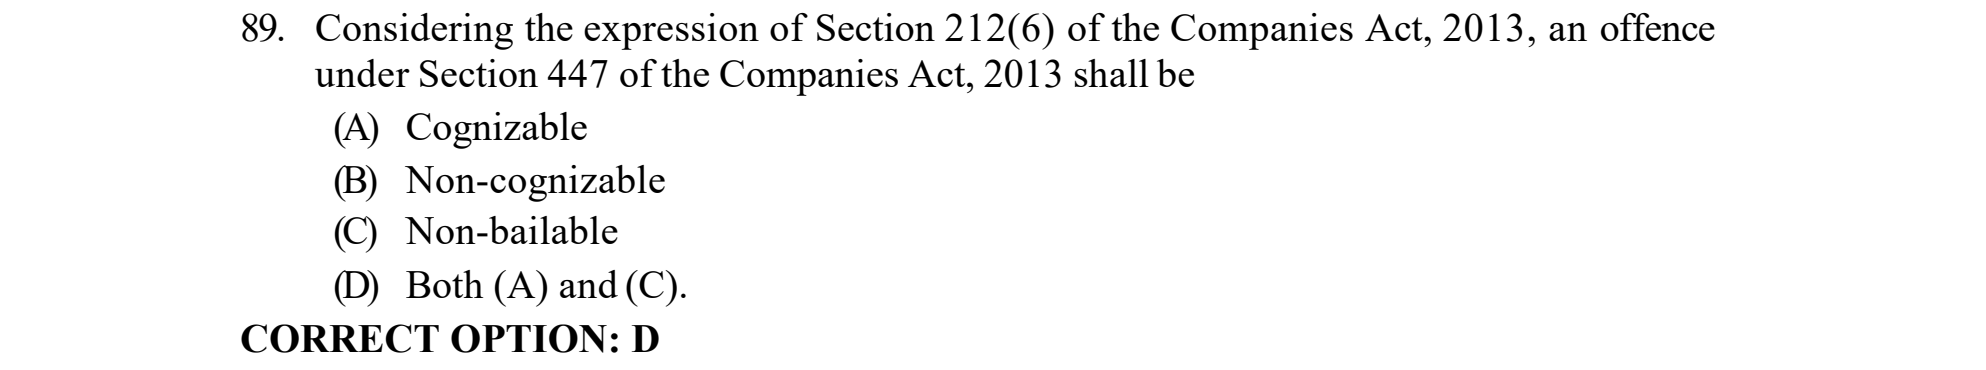 89. Considering the expression of Section 212(6) of the Companies Act, 2013, an offence
under Section 447 of the Companies Act, 2013 shall be
(A) Cognizable
(B) Non-cognizable
(C) Non-bailable
(D) Both (A) and (C).
CORRECT OPTION: D